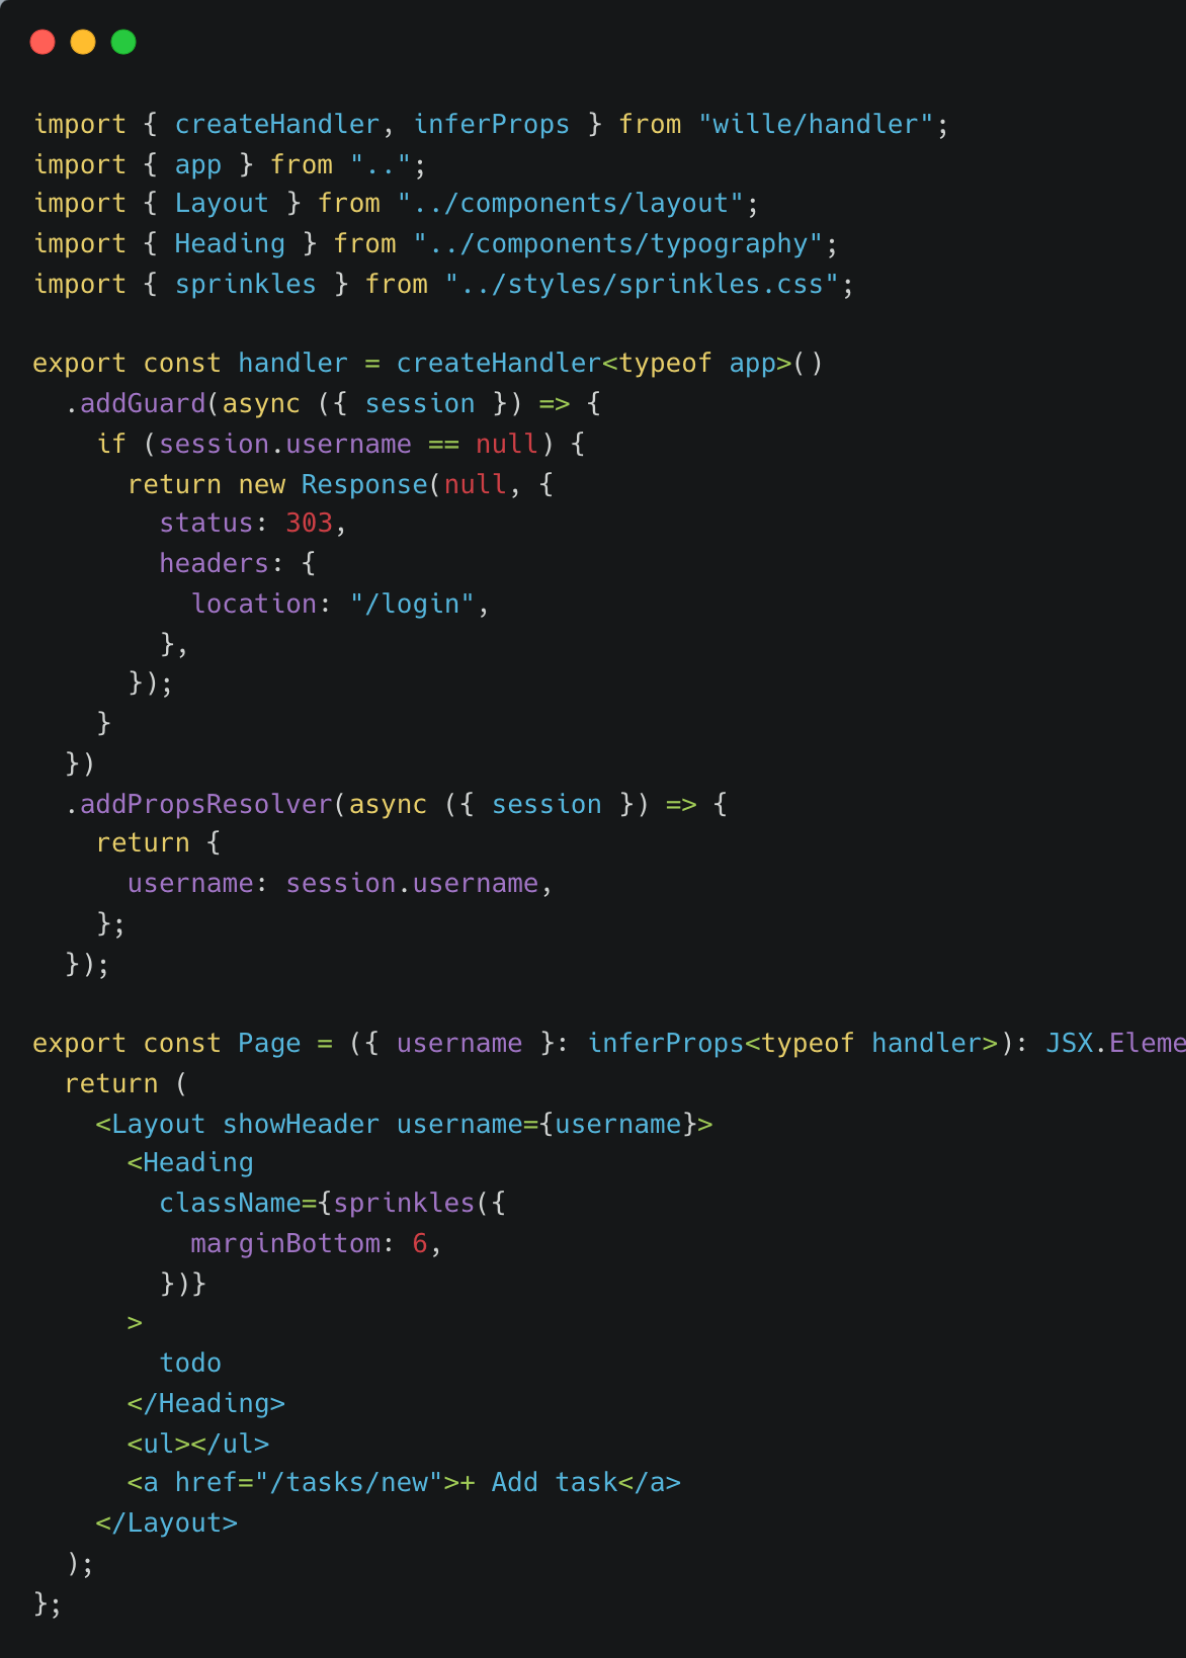 import { createHandler, inferProps } from "wille/handler";
import { app } from "..";
import { Layout } from "../components/layout";
import { Heading } from "../components/typography";
import { sprinkles } from "../styles/sprinkles.css";

export const handler = createHandler<typeof app>()
  .addGuard(async ({ session }) => {
    if (session.username == null) {
      return new Response(null, {
        status: 303,
        headers: {
          location: "/login",
        },
      });
    }
  })
  .addPropsResolver(async ({ session }) => {
    return {
      username: session.username,
    };
  });

export const Page = ({ username }: inferProps<typeof handler>): JSX.Eleme
  return (
    <Layout showHeader username={username}>
      <Heading
        className={sprinkles({
          marginBottom: 6,
        })}
      >
        todo
      </Heading>
      <ul></ul>
      <a href="/tasks/new">+ Add task</a>
    </Layout>
  );
};